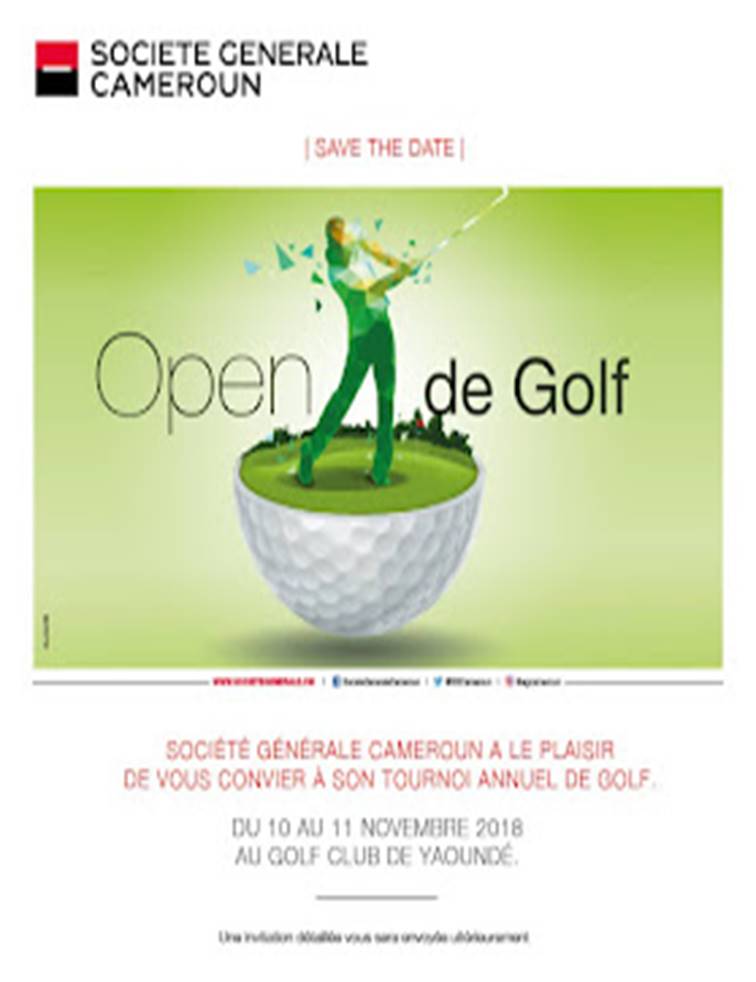 SOCIETE GENERALE
CAMEROUN
| SAVE THE DATE |
Open de Golf
SOCIÉTÉ GÉNÉRALE CAMEROUN A LE PLAISIR
DE VOUS CONVIER À SON TOURNOI ANNUEL DE GOLF.
DU 10 AU 11 NOVEMBRE 2018
AU GOLF CLUB DE YAOUNDÉ.
Une invitation détaillée vous sera envoyée ultérieurement